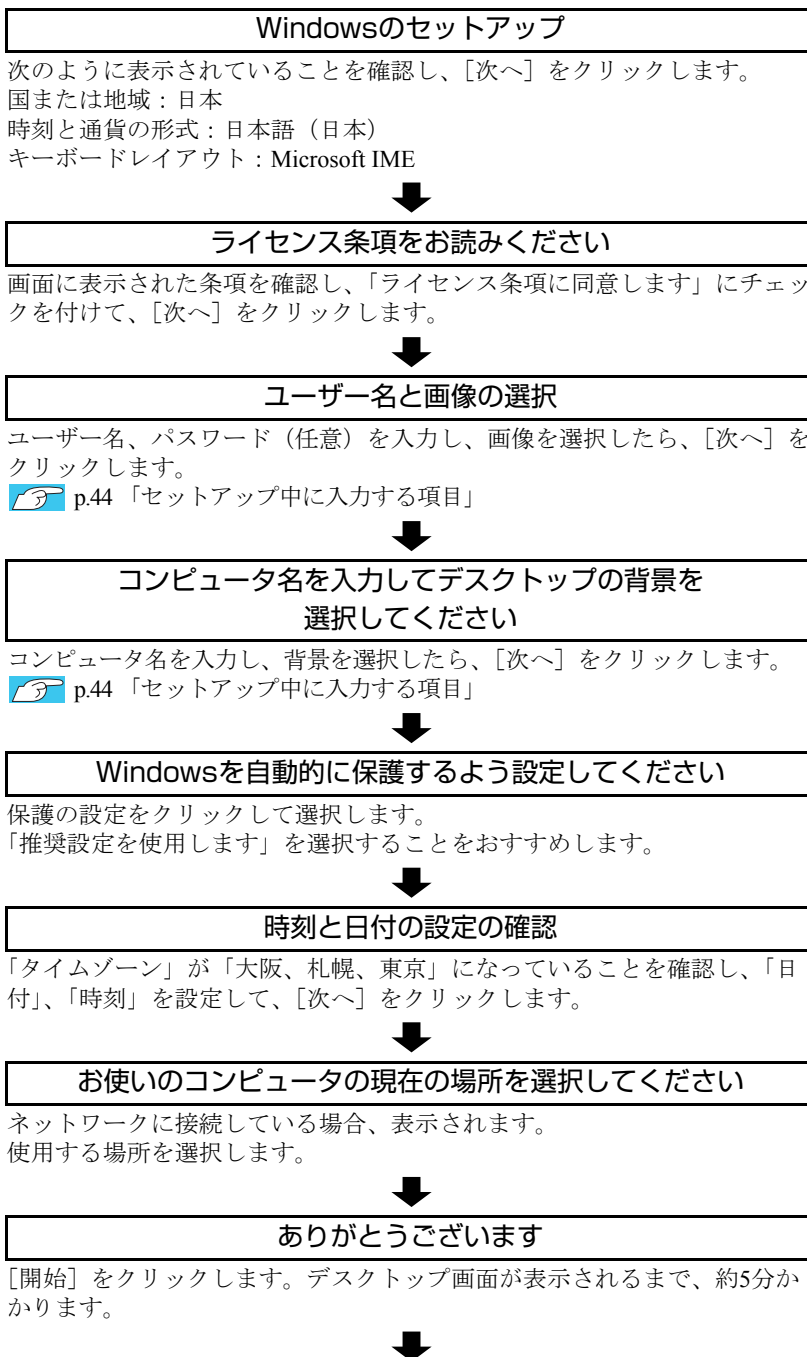 Windowsのセットアップ
次のように表示されていることを確認し、［次へ］をクリックします。
国または地域：日本
時刻と通貨の形式：日本語（日本）
キーボードレイアウト：Microsoft IME
ライセンス条項をお読みください
画面に表示された条項を確認し、「ライセンス条項に同意します」にチェッ
クを付けて、［次へ］をクリックします。
ユーザー名と画像の選択
ユーザー名、パスワード（任意）を入力し、画像を選択したら、［次へ］を
クリックします。
p.44 「セットアップ中に入力する項目」
コンピュータ名を入力してデスクトップの背景を
選択してください
コンピュータ名を入力し、背景を選択したら、［次へ］をクリックします。
p.44 「セットアップ中に入力する項目」
Windowsを自動的に保護するよう設定してください
保護の設定をクリックして選択します。
「推奨設定を使用します」を選択することをおすすめします。
時刻と日付の設定の確認
「タイムゾーン」が「大阪、札幌、東京」になっていることを確認し、「日
付」、「時刻」を設定して、［次へ］をクリックします。
お使いのコンピュータの現在の場所を選択してください
ネットワークに接続している場合、表示されます。
使用する場所を選択します。
ありがとうございます
［開始］をクリックします。デスクトップ画面が表示されるまで、約5分か
かります。